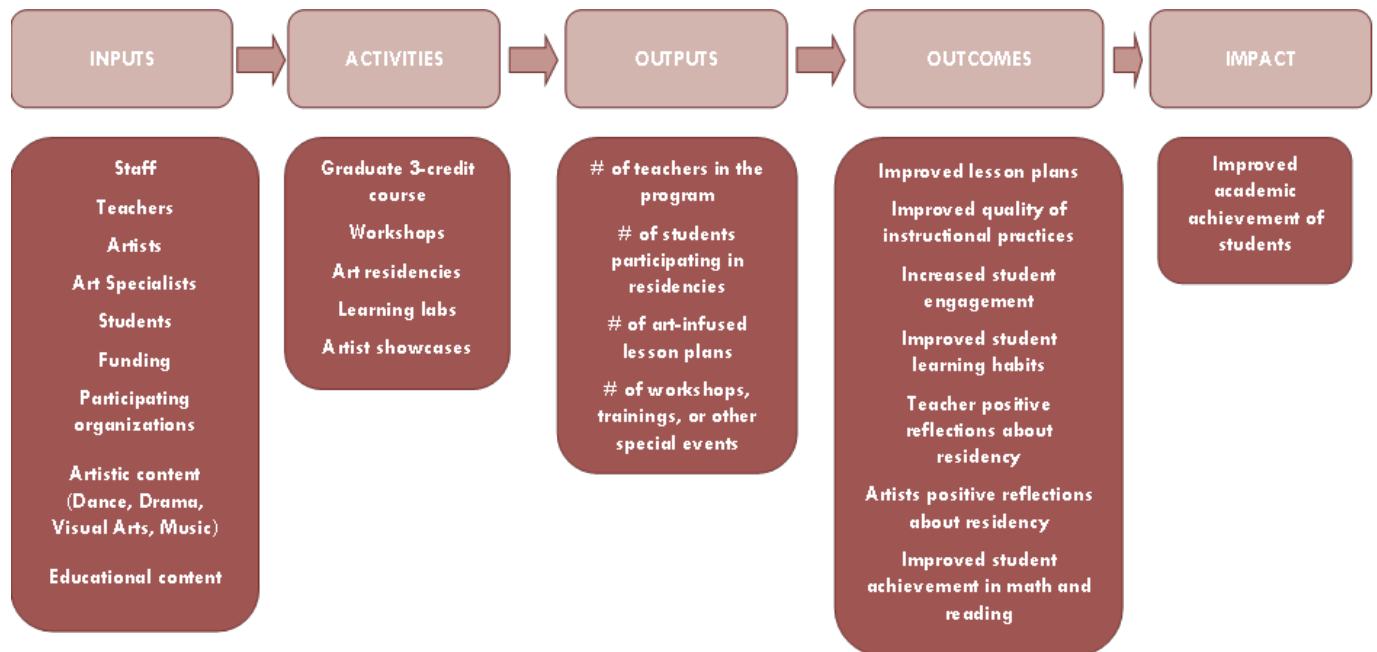 INPUTS
ACTIVITIES
OUTPUTS
OUTCOMES
IMPACT
Staff
Teachers
Artists
Art Specialists
Students
Funding
Participating
organizations
Artistic content
(Dance, Drama,
Visual Arts, Music)
Educational content
Graduate 3-credit
course
Workshops
Art residencies
Learning labs
Artist showcases
# of teachers in the
program
# of students
participating in
residencies
# of art-infused
lesson plans
# of workshops,
trainings, or other
special events
Improved lesson plans
Improved quality of
instructional practices
Increased student
engagement
Improved student
learning habits
Teacher positive
reflections about
residency
Artists positive reflections
about residency
Improved student
achievement in math and
reading
Improved
academic
achievement of
students